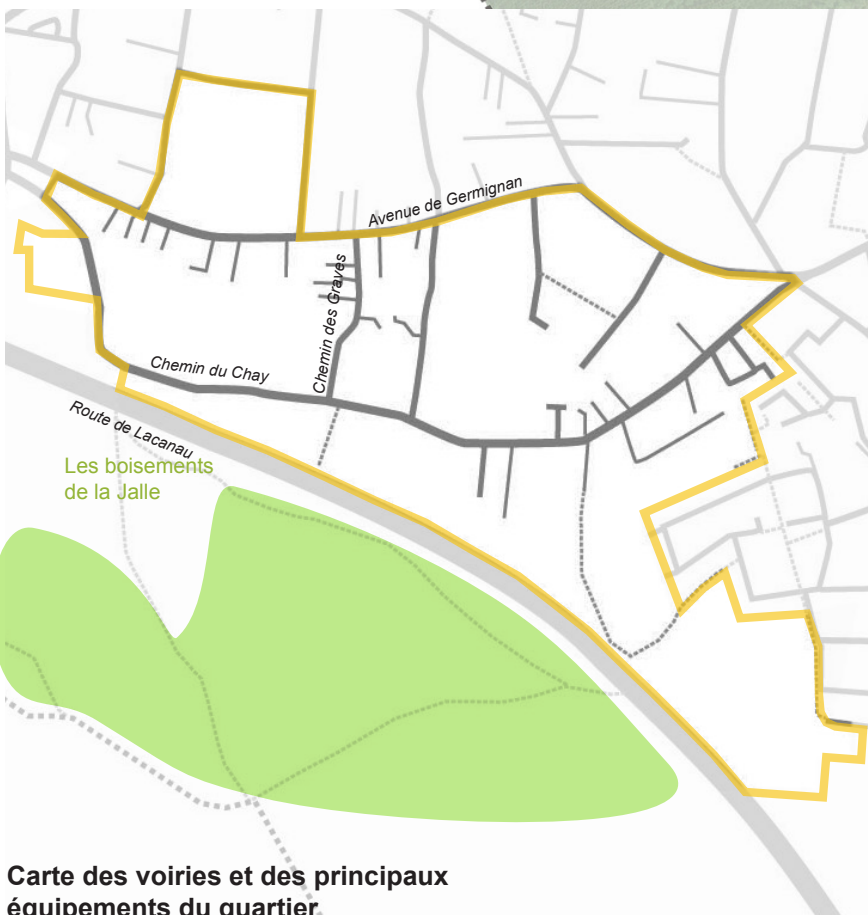 Avenue de Germignan
Chemin des Graves
Chemin du Chay
Route de Lacanau
Les boisements
de la Jalle
Carte des voiries et des principaux
équipements du quartier